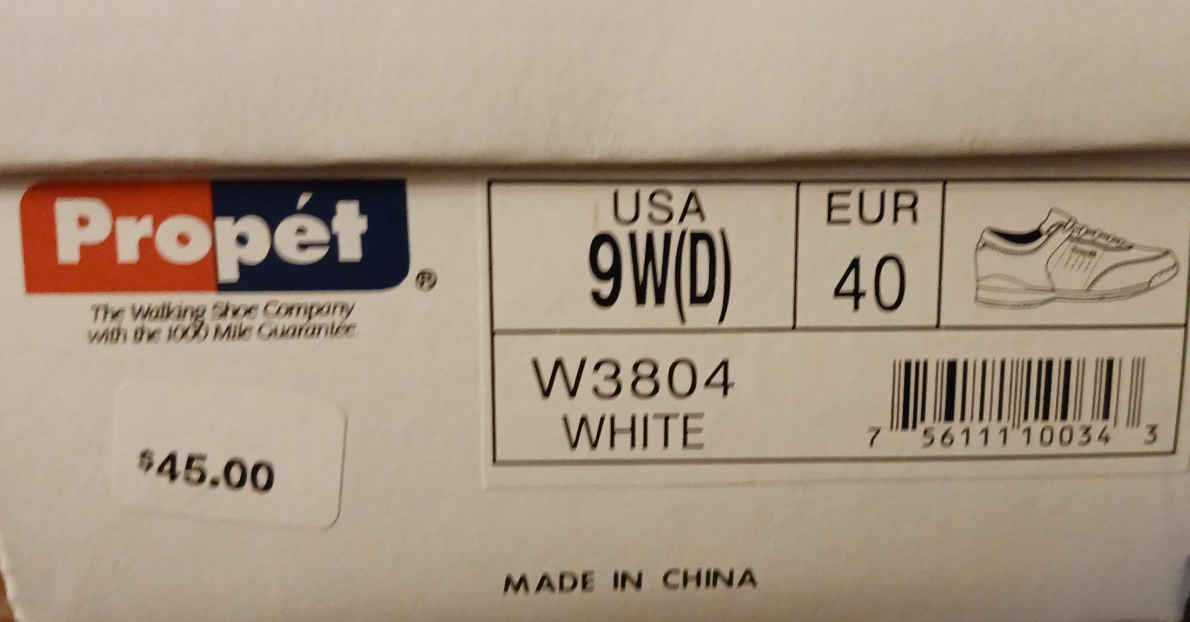 Propét®
The Walking Shoe Company
with the 1000 Mile Guarantee
$45.00
USA
9W(D)
EUR
40
W3804
WHITE
7 56111 10034 3
MADE IN CHINA